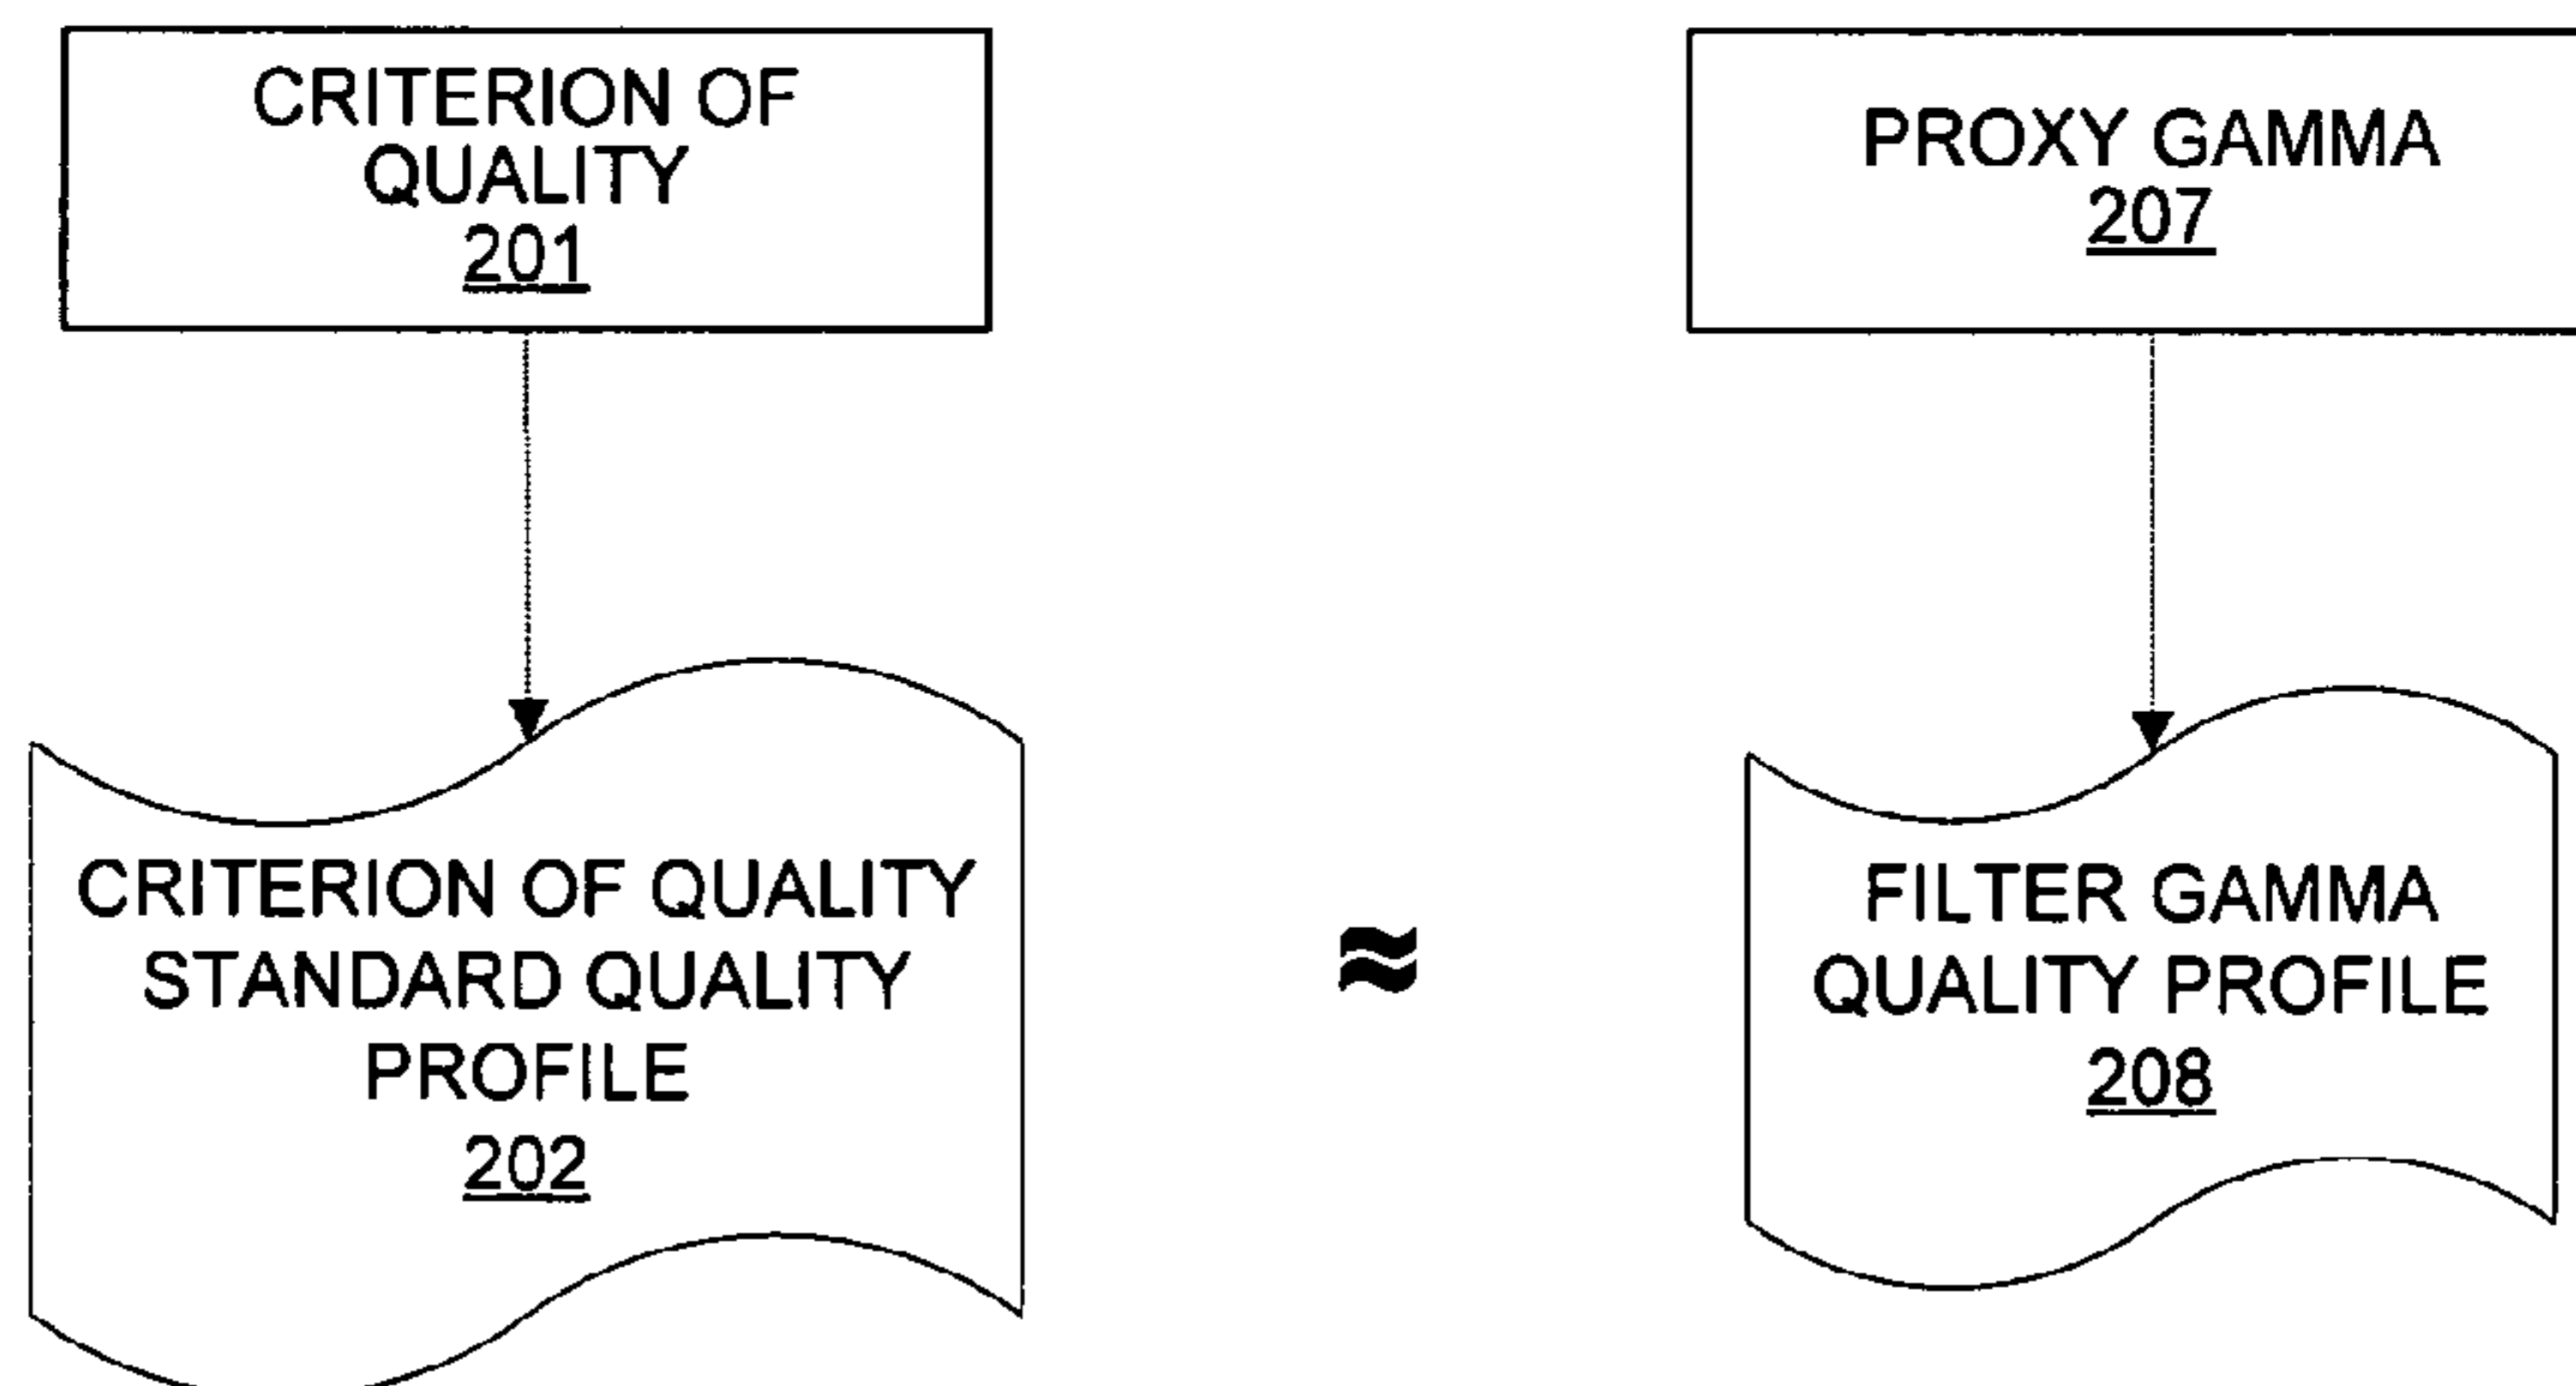 CRITERION OF
QUALITY
201
PROXY GAMMA
207
CRITERION OF QUALITY
STANDARD QUALITY
PROFILE
202
≈
FILTER GAMMA
QUALITY PROFILE
208